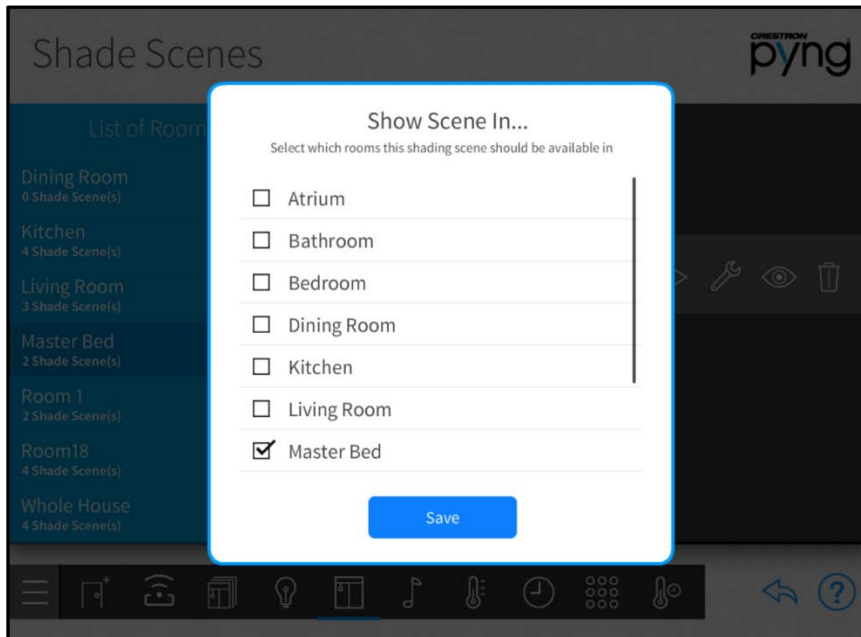 Shade Scenes
CRESTRON
pyng
List of Room
Dining Room
0 Shade Scene(s)
Kitchen
4 Shade Scene(s)
Living Room
3 Shade Scene(s)
Master Bed
2 Shade Scene(s)
Room 1
2 Shade Scene(s)
Room18
4 Shade Scene(s)
Whole House
4 Shade Scene(s)
Show Scene In...
Select which rooms this shading scene should be available in
Atrium
Bathroom
Bedroom
Dining Room
Kitchen
Living Room
Master Bed
Save
?